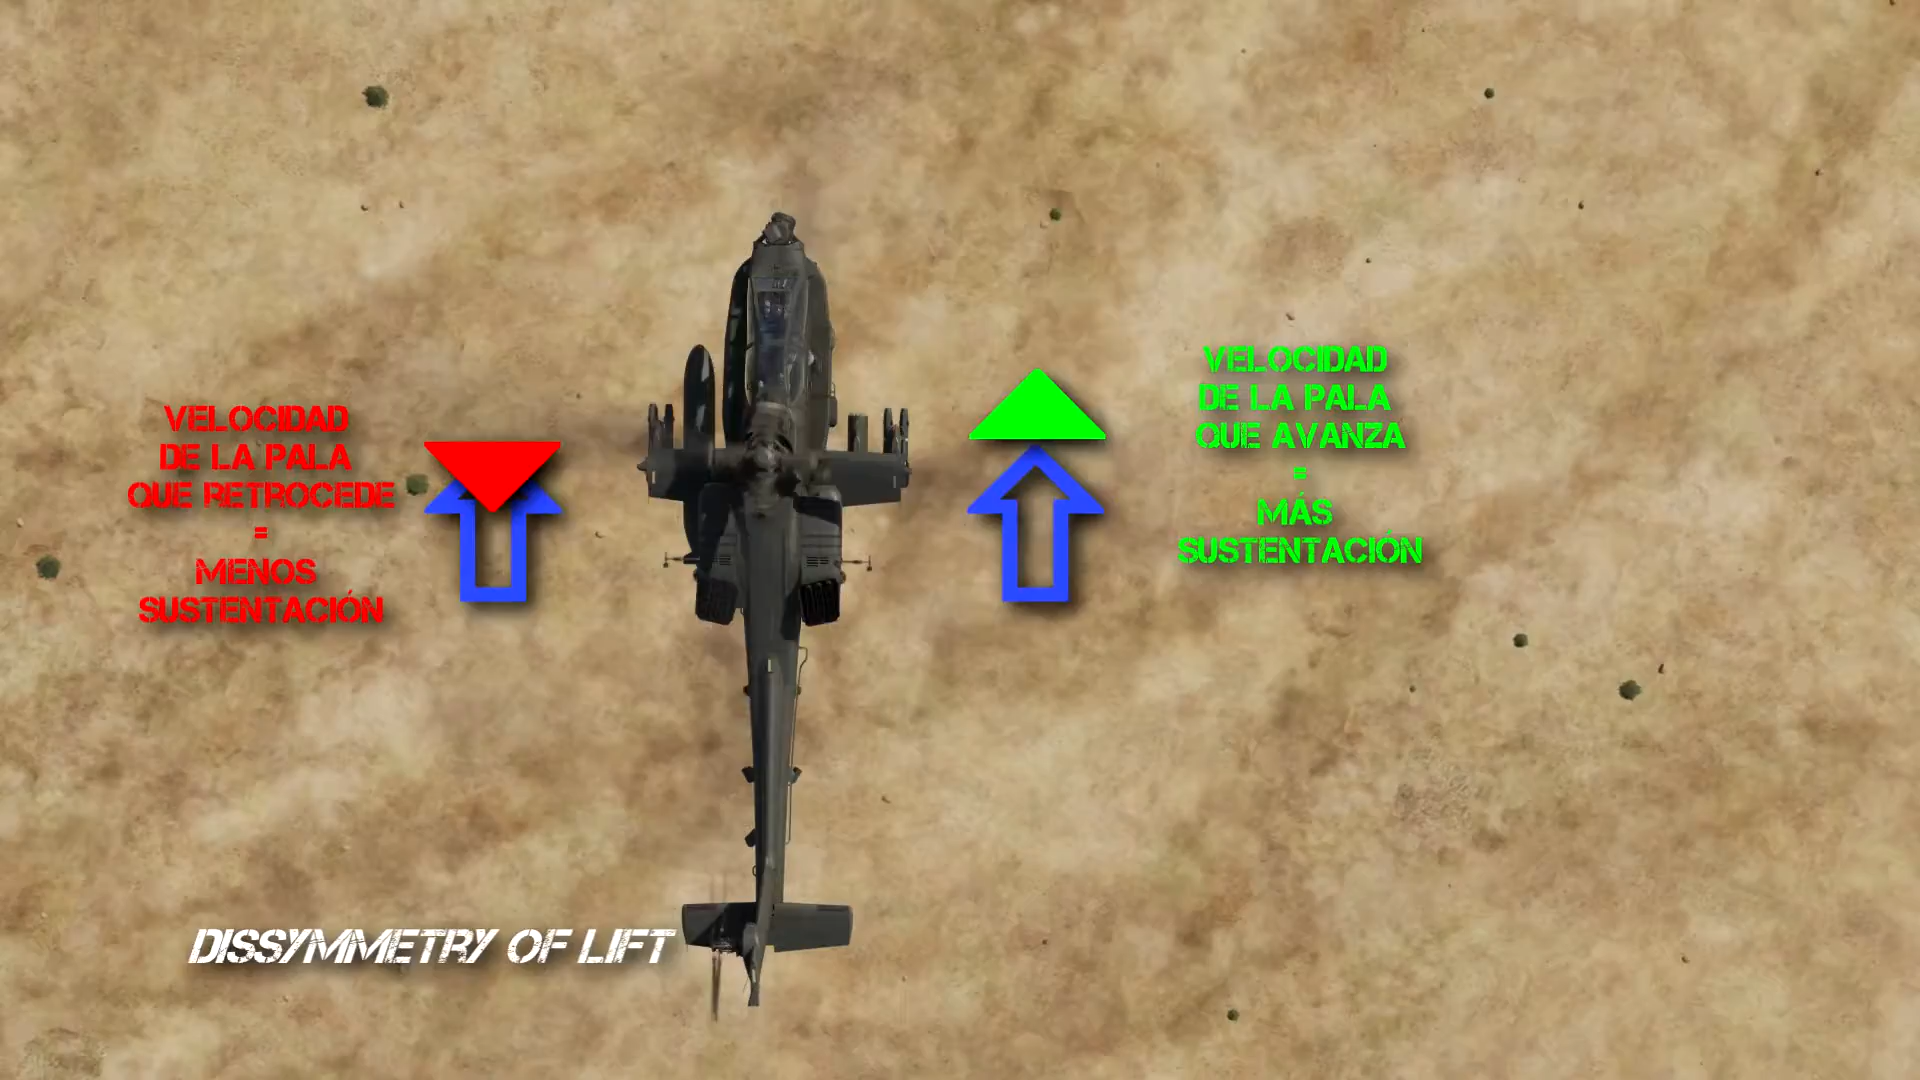 VELOCIDAD
DE LA PALA
QUE RETROCEDE
=
MENOS
SUSTENTACIÓN
VELOCIDAD
DE LA PALA
QUE AVANZA
=
MÁS
SUSTENTACIÓN
DISSYMMETRY OF LIFT